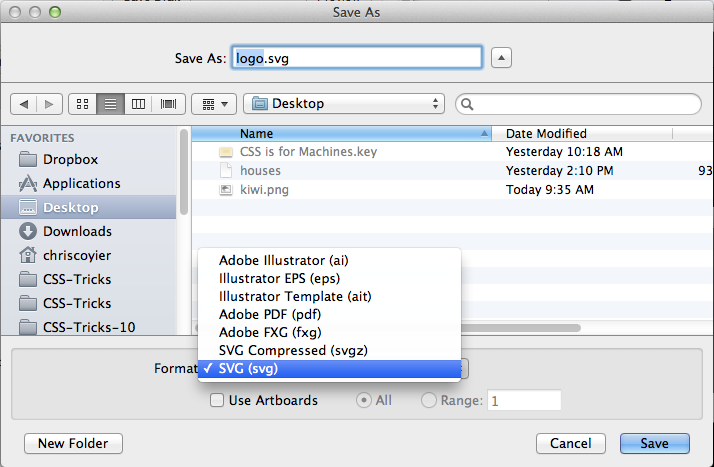 Save As
Save As: logo.svg
Desktop
FAVORITES
Dropbox
Applications
Desktop
Downloads
chriscoyier
CSS-Tricks
CSS-Tricks
CSS-Tricks-10
Name Date Modified
CSS is for Machines.key Yesterday 10:18 AM
houses Yesterday 2:10 PM 93
kiwi.png Today 9:35 AM
Adobe Illustrator (ai)
Illustrator EPS (eps)
Illustrator Template (ait)
Adobe PDF (pdf)
Adobe FXG (fxg)
SVG Compressed (svgz)
Format ✓ SVG (svg)
Use Artboards All Range: 1
New Folder Cancel Save